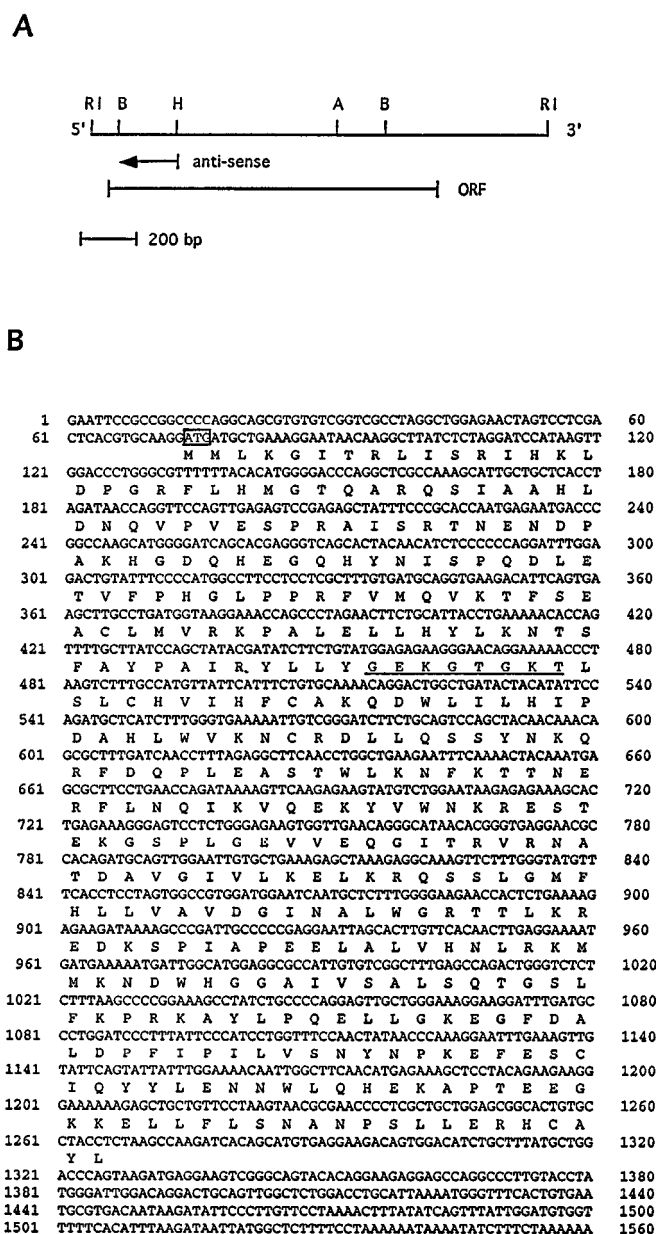 A
RI B H A B RI
5' 3'
anti-sense
ORF
200 bp
B
1 GAATTCCGCCGGCCCCAGGCAGCGTGTGTCGGTCGCCTAGGCTGGAGAACTAGTCCTCGA 60
61 CTCACGTGCAAGGATGATGCTGAAAGGAATAACAAGGCTTATCTCTAGGATCCATAAGTT 120
M M L K G I T R L I S R I H K L
121 GGACCCTGGGCGTTTTTTACACATGGGGACCCAGGCTCGCCAAAGCATTGCTGCTCACCT 180
D P G R F L H M G T Q A R Q S I A A H L
181 AGATAACCAGGTTCCAGTTGAGAGTCCGAGAGCTATTTCCCGCACCAATGAGAATGACCC 240
D N Q V P V E S P R A I S R T N E N D P
241 GGCCAAGCATGGGGATCAGCACGAGGGTCAGCACTACAACATCTCCCCCCAGGATTTGGA 300
A K H G D Q H E G Q H Y N I S P Q D L E
301 GACTGTATTTCCCCATGGCCTTCCTCCTCGCTTTGTGATGCAGGTGAAGACATTCAGTGA 360
T V F P H G L P P R F V M Q V K T F S E
361 AGCTTGCCTGATGGTAAGGAAACCAGCCCTAGAACTTCTGCATTACCTGAAAAACACCAG 420
A C L M V R K P A L E L L H Y L K N T S
421 TTTTGCTTATCCAGCTATACGATATCTTCTGTATGGAGAGAAGGGAACAGGAAAAACCCT 480
F A Y P A I R Y L L Y G E K G T G K T L
481 AAGTCTTTGCCATGTTATTCATTTCTGTGCAAAACAGGACTGGCTGATACTACATATTCC 540
S L C H V I H F C A K Q D W L I L H I P
541 AGATGCTCATCTTTGGGTGAAAAATTGTCGGGATCTTCTGCAGTCCAGCTACAACAAACA 600
D A H L W V K N C R D L L Q S S Y N K Q
601 GCGCTTTGATCAACCTTTAGAGGCTTCAACCTGGCTGAAGAATTTCAAAACTACAAATGA 660
R F D Q P L E A S T W L K N F K T T N E
661 GCGCTTCCTGAACCAGATAAAAGTTCAAGAGAAGTATGTCTGGAATAAGAGAGAAAGCAC 720
R F L N Q I K V Q E K Y V W N K R E S T
721 TGAGAAAGGGAGTCCTCTGGGAGAAGTGGTTGAACAGGGCATAACACGGGTGAGGAACGC 780
E K G S P L G E V V E Q G I T R V R N A
781 CACAGATGCAGTTGGAATTGTGCTGAAAGAGCTAAAGAGGCAAAGTTCTTTGGGTATGTT 840
T D A V G I V L K E L K R Q S S L G M F
841 TCACCTCCTAGTGGCCGTGGATGGAATCAATGCTCTTTGGGGAAGAACCACTCTGAAAAG 900
H L L V A V D G I N A L W G R T T L K R
901 AGAAGATAAAAGCCCGATTGCCCCCGAGGAATTAGCACTTGTTCACAACTTGAGGAAAAT 960
E D K S P I A P E E L A L V H N L R K M
961 GATGAAAAATGATTGGCATGGAGGCGCCATTGTGTCGGCTTTGAGCCAGACTGGGTCTCT 1020
M K N D W H G G A I V S A L S Q T G S L
1021 CTTTAAGCCCCGGAAAGCCTATCTGCCCCAGGAGTTGCTGGGAAAGGAAGGATTTGATGC 1080
F K P R K A Y L P Q E L L G K E G F D A
1081 CCTGGATCCCTTTATTCCCATCCTGGTTTCCAACTATAACCCAAAGGAATTTGAAAGTTG 1140
L D P F I P I L V S N Y N P K E F E S C
1141 TATTCAGTATTATTTGGAAAACAATTGGCTTCAACATGAGAAAGCTCCTACAGAAGAAGG 1200
I Q Y Y L E N N W L Q H E K A P T E E G
1201 GAAAAAAGAGCTGCTGTTCCTAAGTAACGCGAACCCCTCGCTGCTGGAGCGGCACTGTGC 1260
K K E L L F L S N A N P S L L E R H C A
1261 CTACCTCTAAGCCAAGATCACAGCATGTGAGGAAGACAGTGGACATCTGCTTTATGCTGG 1320
Y L
1321 ACCCAGTAAGATGAGGAAGTCGGGCAGTACACAGGAAGAGGAGCCAGGCCCTTGTACCTA 1380
1381 TGGGATTGGACAGGACTGCAGTTGGCTCTGGACCTGCATTAAAATGGGTTTCACTGTGAA 1440
1441 TGCGTGACAATAAGATATTCCCTTGTTCCTAAAACTTTATATCAGTTTATTGGATGTGGT 1500
1501 TTTTCACATTTAAGATAATTATGGCTCTTTTCCTAAAAAATAAAATATCTTTCTAAAAAA 1560